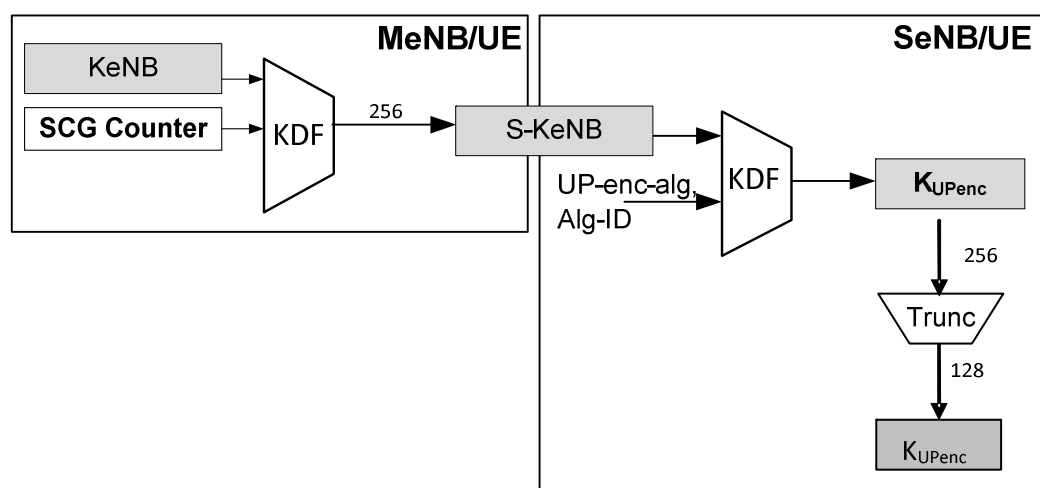 MeNB/UE
KeNB
SCG Counter
KDF
256
S-KeNB
SeNB/UE
UP-enc-alg,
Alg-ID
KDF
KUPenc
256
Trunc
128
KUPenc